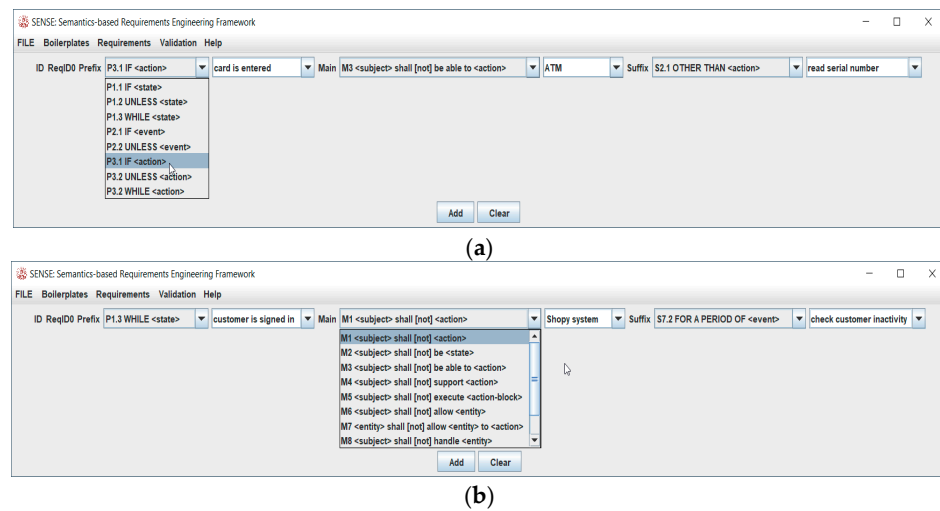 SENSE: Semantics-based Requirements Engineering Framework
FILE Boilerplates Requirements Validation Help
ID ReqID0 Prefix P3.1 IF <action> card is entered Main M3 <subject> shall [not] be able to <action> ATM Suffix S2.1 OTHER THAN <action> read serial number
P1.1 IF <state>
P1.2 UNLESS <state>
P1.3 WHILE <state>
P2.1 IF <event>
P2.2 UNLESS <event>
P3.1 IF <action>
P3.2 UNLESS <action>
P3.2 WHILE <action>
Add Clear
(a)
SENSE: Semantics-based Requirements Engineering Framework
FILE Boilerplates Requirements Validation Help
ID ReqID0 Prefix P1.3 WHILE <state> customer is signed in Main M1 <subject> shall [not] <action> Shopy system Suffix S7.2 FOR A PERIOD OF <event> check customer inactivity
M1 <subject> shall [not] <action>
M2 <subject> shall [not] be <state>
M3 <subject> shall [not] be able to <action>
M4 <subject> shall [not] support <action>
M5 <subject> shall [not] execute <action-block>
M6 <subject> shall [not] allow <entity>
M7 <entity> shall [not] allow <entity> to <action>
M8 <subject> shall [not] handle <entity>
Add Clear
(b)